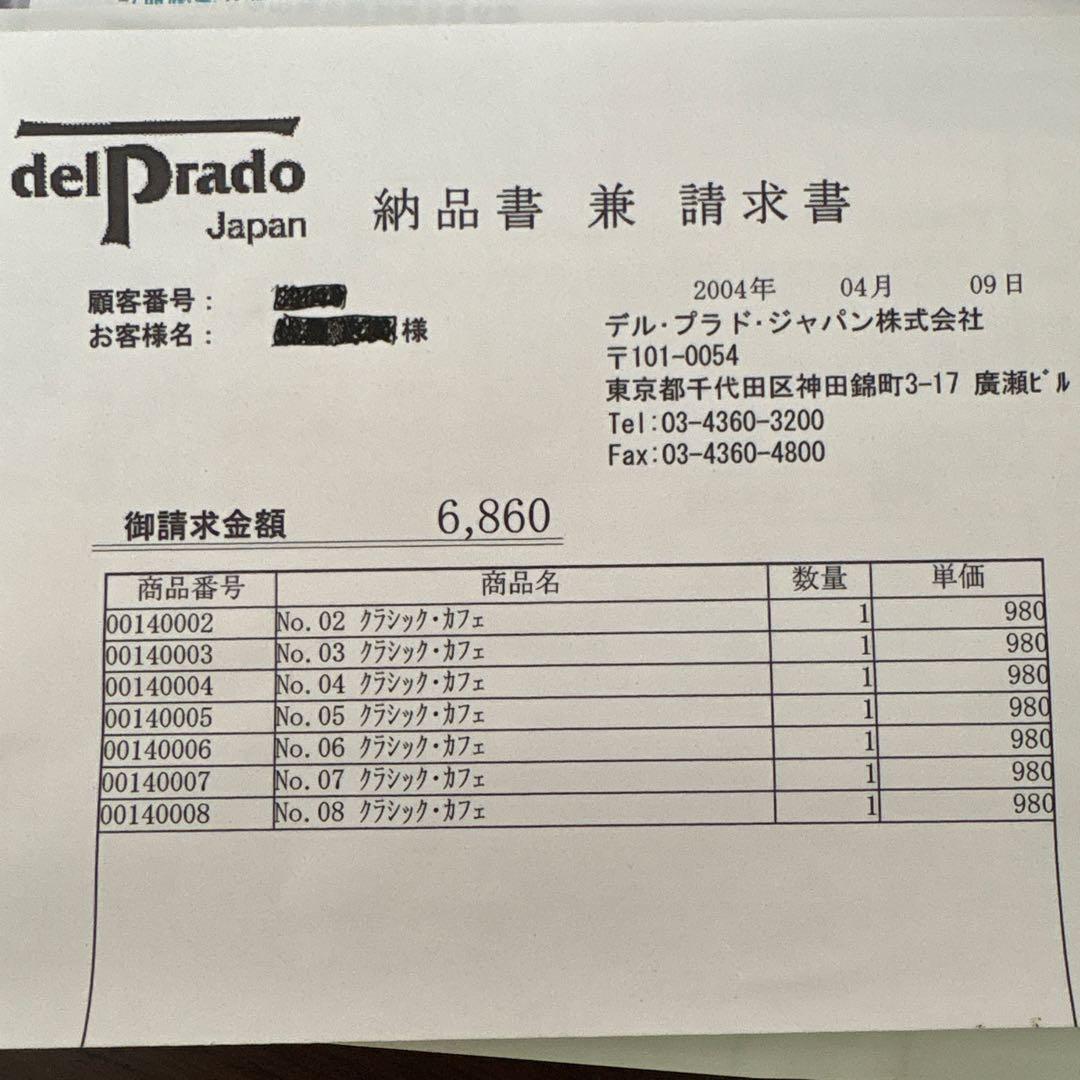 delPrado
Japan
納品書 兼 請求書
顧客番号：
お客様名： 様
2004年 04月 09日
デル・プラド・ジャパン株式会社
〒101-0054
東京都千代田区神田錦町3-17 廣瀬ﾋﾞﾙ
Tel:03-4360-3200
Fax:03-4360-4800
御請求金額 6,860
商品番号 商品名 数量 単価
00140002 No.02 ｸﾗｼｯｸ・ｶﾌｪ 1 980
00140003 No.03 ｸﾗｼｯｸ・ｶﾌｪ 1 980
00140004 No.04 ｸﾗｼｯｸ・ｶﾌｪ 1 980
00140005 No.05 ｸﾗｼｯｸ・ｶﾌｪ 1 980
00140006 No.06 ｸﾗｼｯｸ・ｶﾌｪ 1 980
00140007 No.07 ｸﾗｼｯｸ・ｶﾌｪ 1 980
00140008 No.08 ｸﾗｼｯｸ・ｶﾌｪ 1 980